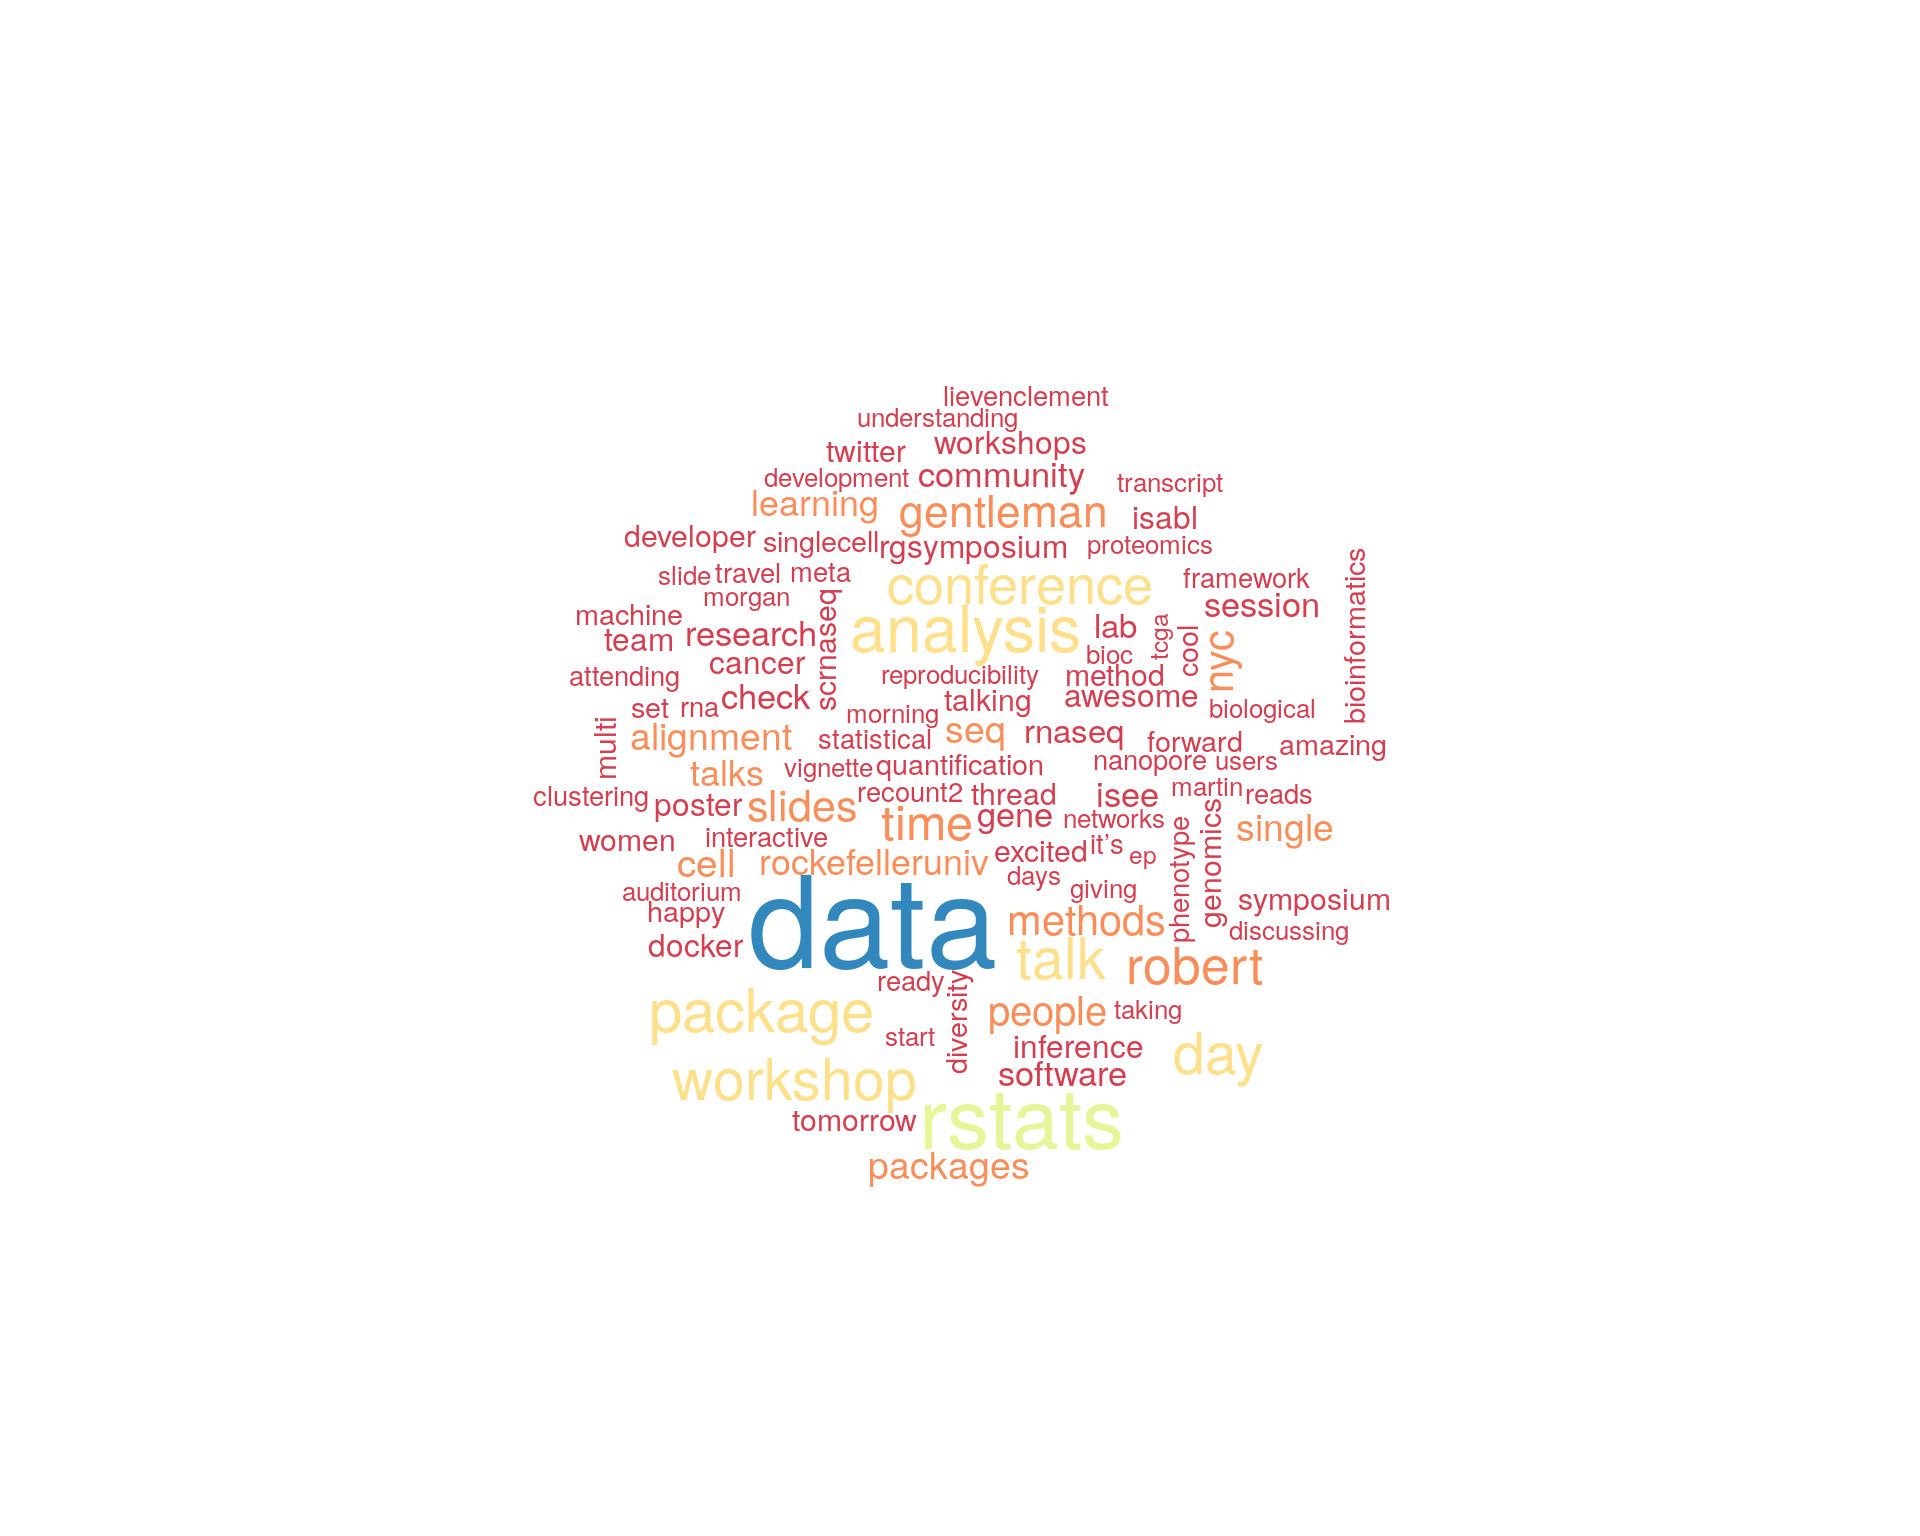 lievenclement
understanding
twitter workshops
development community transcript
learning gentleman isabl
developer singlecell rgsymposium proteomics
slide travel meta conference framework bioinformatics
morgan scrnaseq session
machine analysis lab tcga cool nyc
team research bioc
cancer reproducibility method
attending check talking awesome biological
set rna morning
multi alignment statistical seq rnaseq forward amazing
talks vignette quantification nanopore users
clustering poster slides recount2 thread isee martin reads
women interactive time gene networks phenotype genomics single
cell rockefelleruniv excited it’s ep
auditorium days giving symposium
happy data methods discussing
docker talk robert
ready diversity
package people taking
start inference day
workshop software
tomorrow rstats
packages